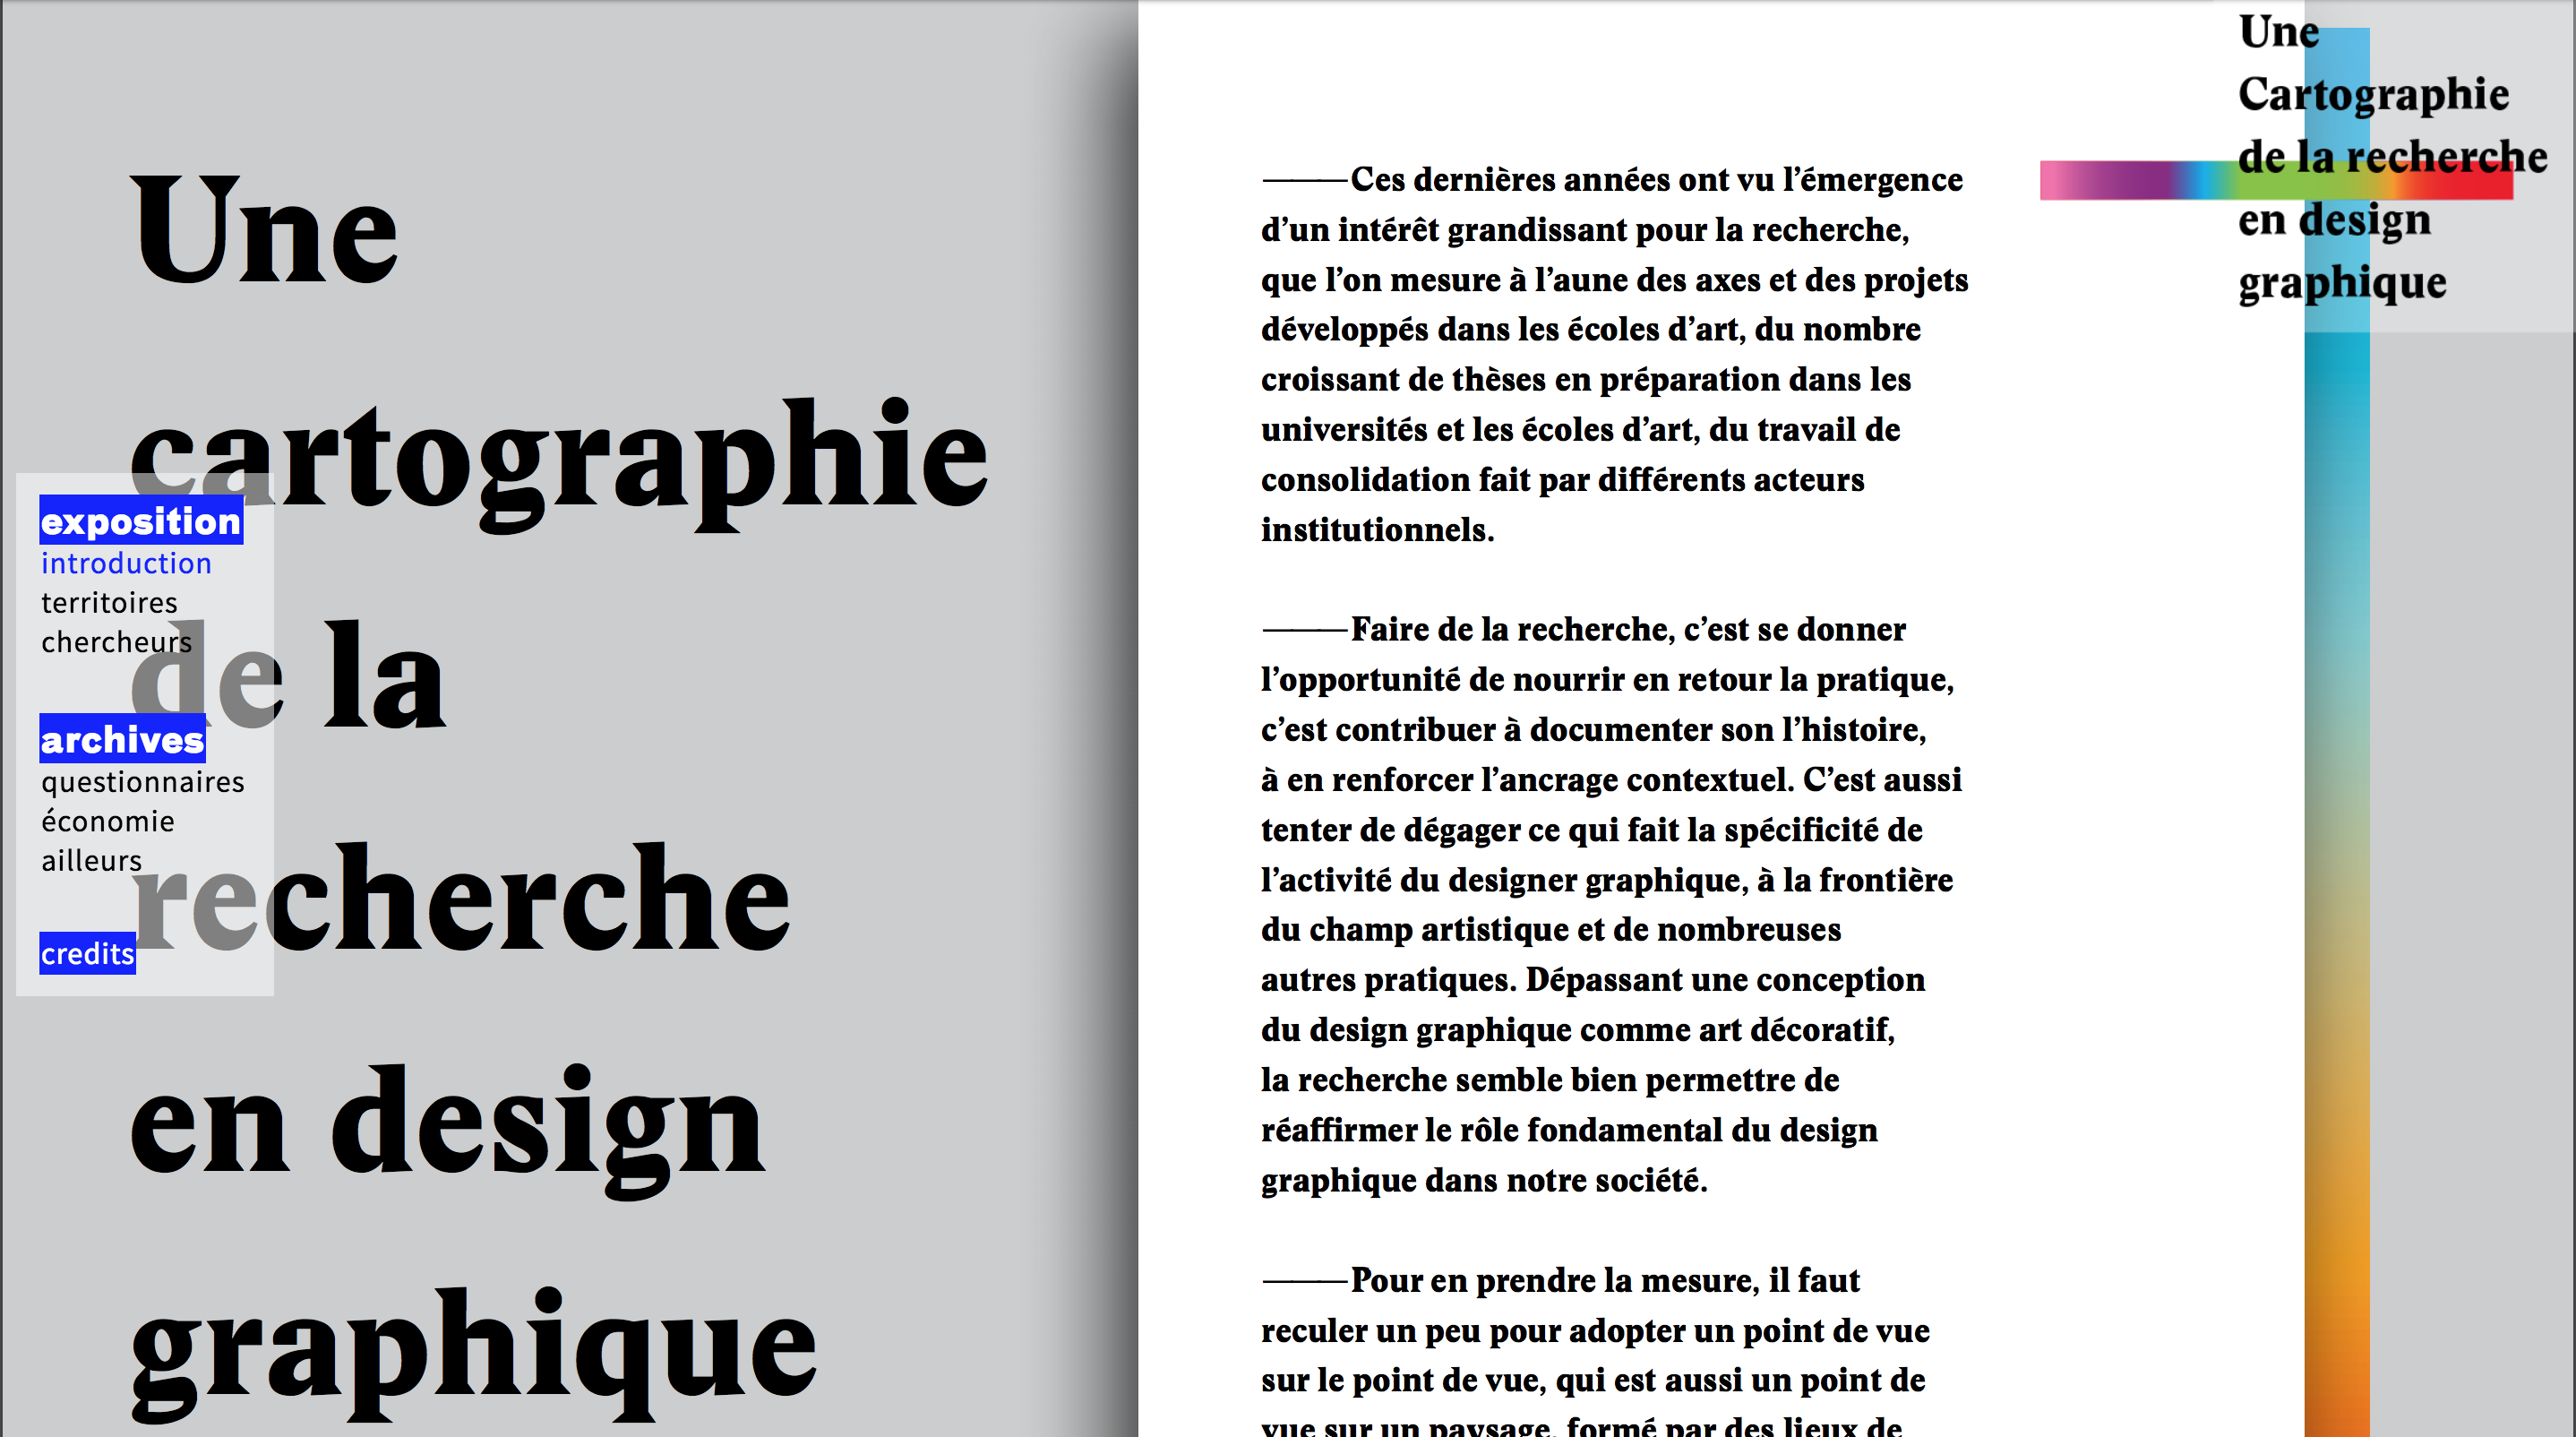 Une
cartographie
de la
recherche
en design
graphique
exposition
introduction
territoires
chercheurs
archives
questionnaires
économie
ailleurs
credits
———Ces dernières années ont vu l’émergence
d’un intérêt grandissant pour la recherche,
que l’on mesure à l’aune des axes et des projets
développés dans les écoles d’art, du nombre
croissant de thèses en préparation dans les
universités et les écoles d’art, du travail de
consolidation fait par différents acteurs
institutionnels.
———Faire de la recherche, c’est se donner
l’opportunité de nourrir en retour la pratique,
c’est contribuer à documenter son l’histoire,
à en renforcer l’ancrage contextuel. C’est aussi
tenter de dégager ce qui fait la spécificité de
l’activité du designer graphique, à la frontière
du champ artistique et de nombreuses
autres pratiques. Dépassant une conception
du design graphique comme art décoratif,
la recherche semble bien permettre de
réaffirmer le rôle fondamental du design
graphique dans notre société.
———Pour en prendre la mesure, il faut
reculer un peu pour adopter un point de vue
sur le point de vue, qui est aussi un point de
vue sur un paysage, formé par des lieux de
Une
Cartographie
de la recherche
en design
graphique